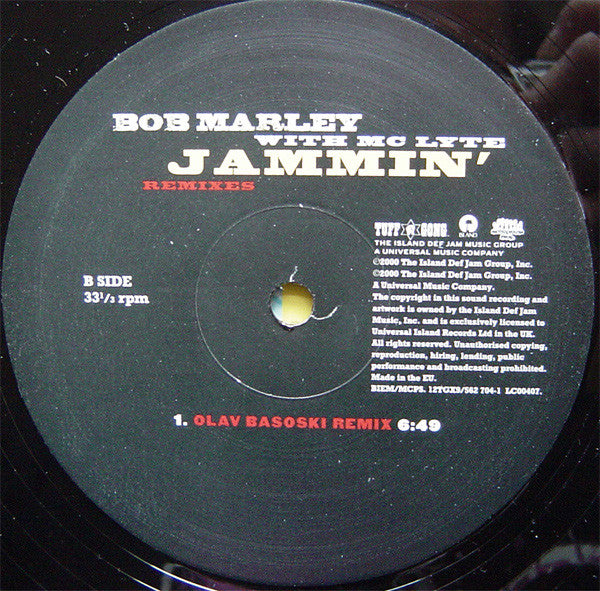 BOB MARLEY
WITH MC LYTE
JAMMIN'
REMIXES
TUFF GONG ISLAND
THE ISLAND DEF JAM MUSIC GROUP
A UNIVERSAL MUSIC COMPANY
℗2000 The Island Def Jam Group, Inc.
©2000 The Island Def Jam Group, Inc.
A Universal Music Company.
The copyright in this sound recording and
artwork is owned by the Island Def Jam
Music, Inc. and is exclusively licensed to
Universal Island Records Ltd in the UK.
All rights reserved. Unauthorised copying,
reproduction, hiring, lending, public
performance and broadcasting prohibited.
Made in the EU.
BIEM/MCPS. 12TGX9/562 704-1 LC00407.
B SIDE
33⅓ rpm
1. OLAV BASOSKI REMIX 6:49